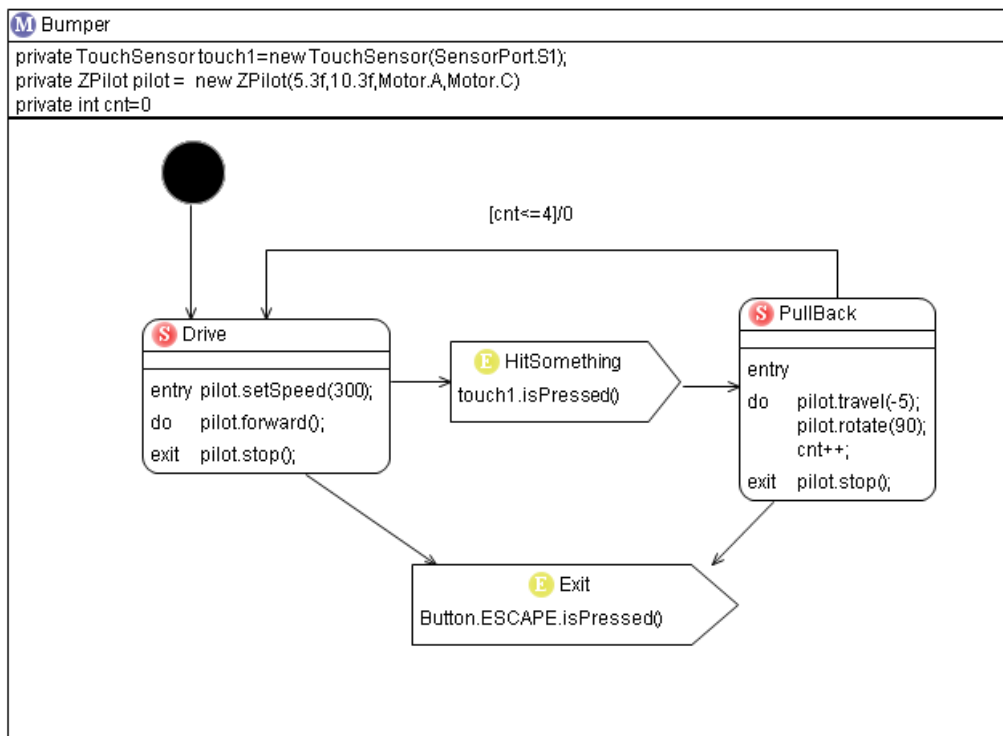 M Bumper
private TouchSensor touch1=new TouchSensor(SensorPort.S1);
private ZPilot pilot = new ZPilot(5.3f,10.3f,Motor.A,Motor.C)
private int cnt=0
[cnt<=4]/0
S Drive
entry pilot.setSpeed(300);
do pilot.forward();
exit pilot.stop();
E HitSomething
touch1.isPressed()
S PullBack
entry
do pilot.travel(-5);
pilot.rotate(90);
cnt++;
exit pilot.stop();
E Exit
Button.ESCAPE.isPressed()